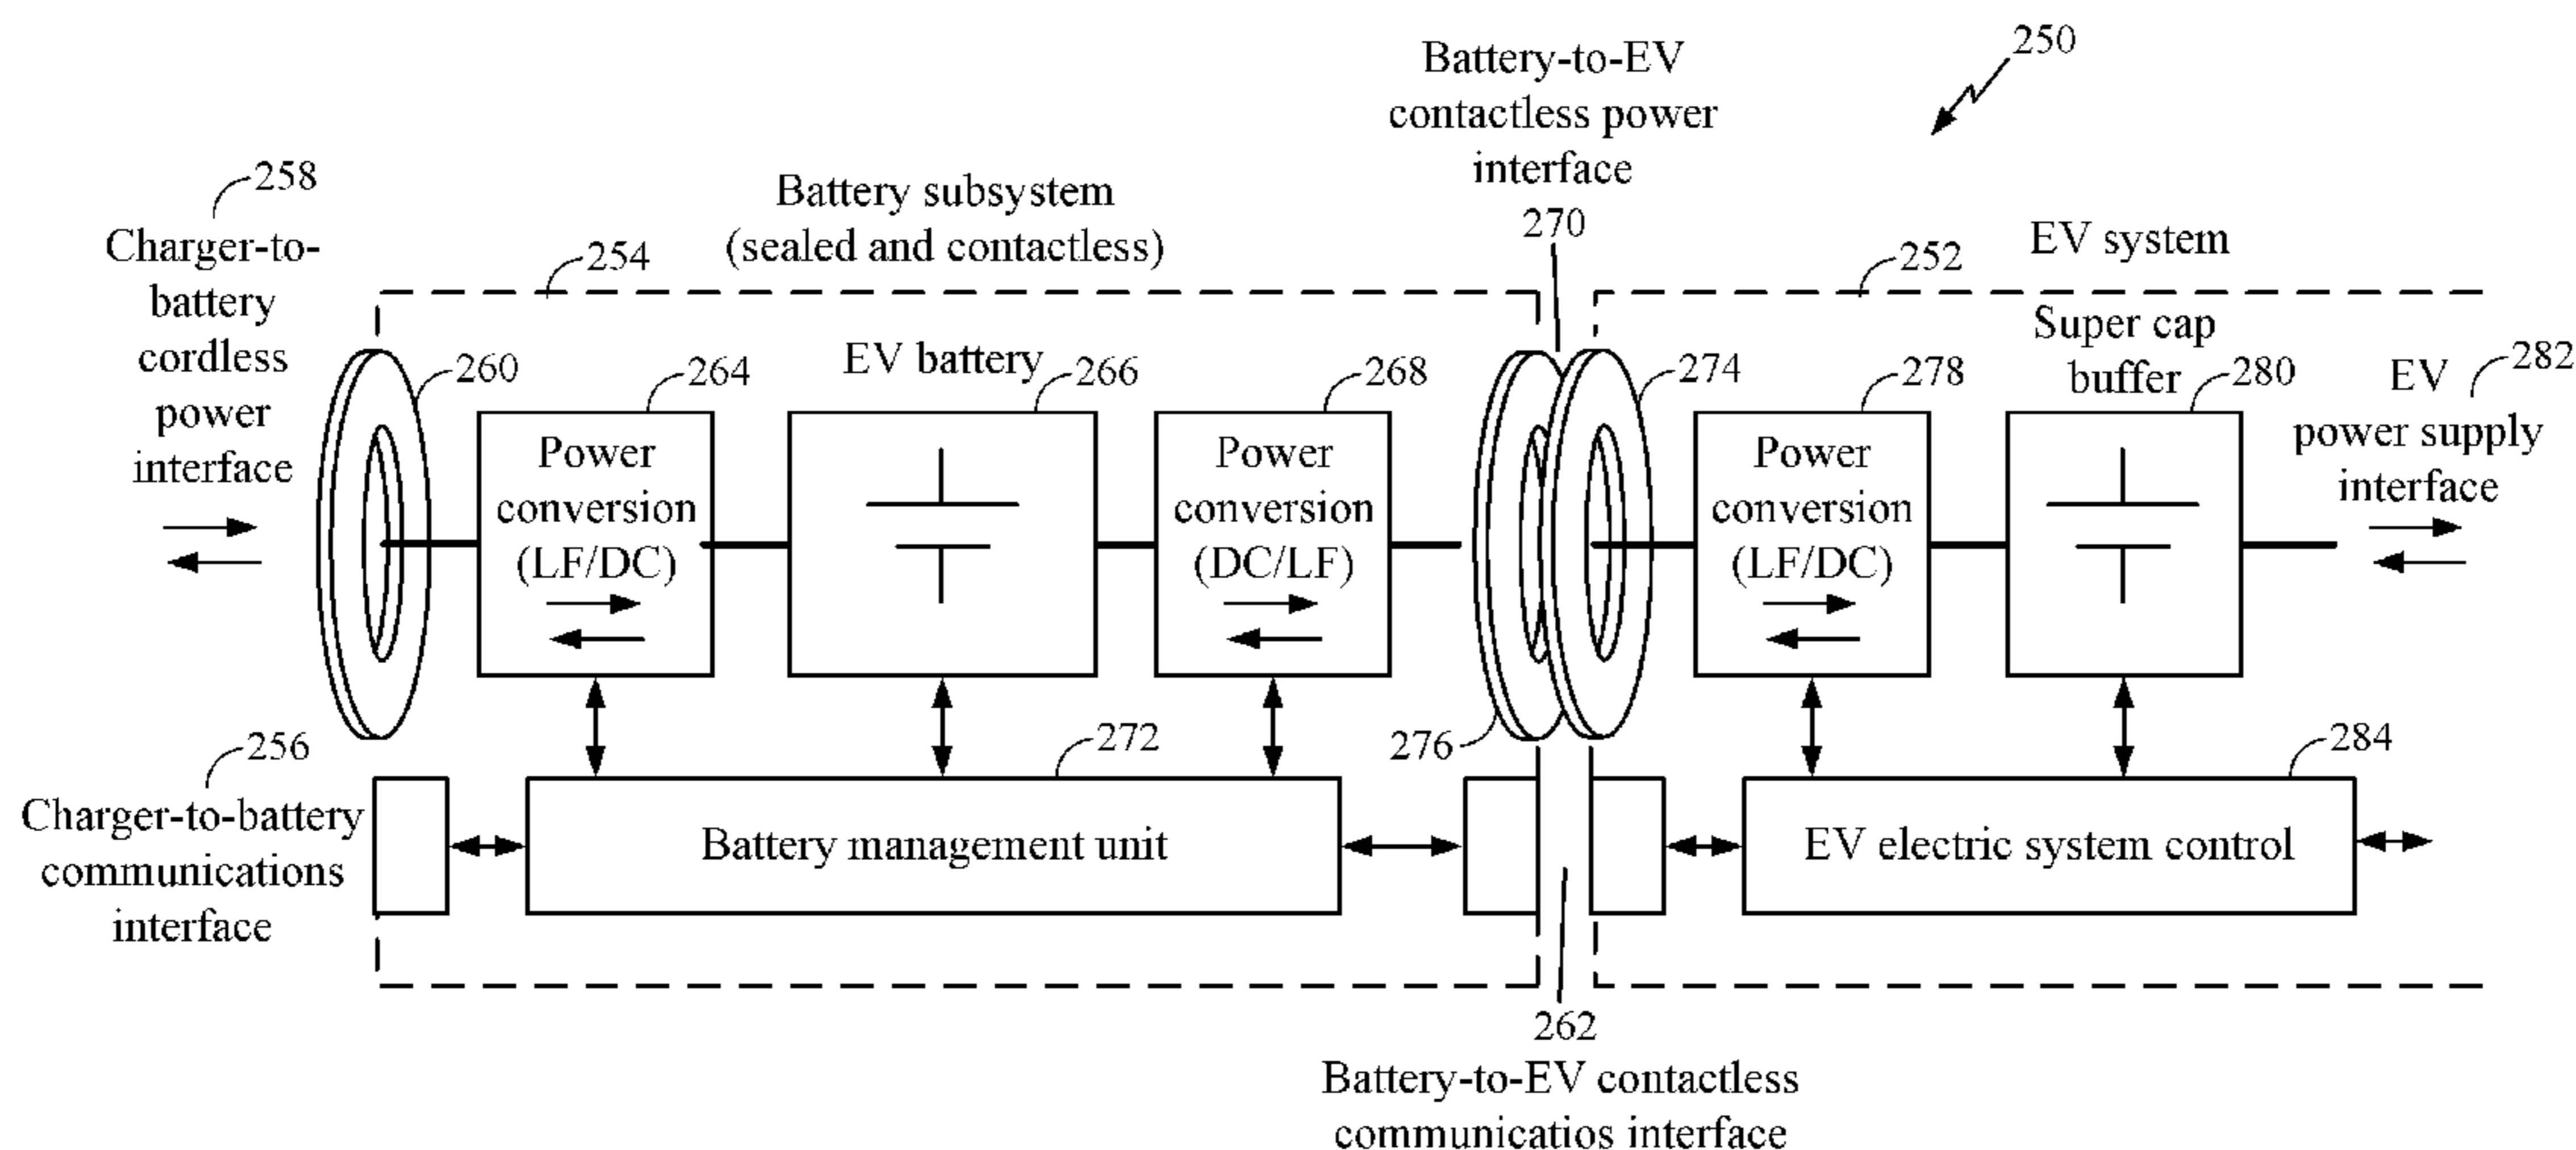 250
Battery-to-EV
contactless power
interface
270
258
Charger-to-
battery
cordless
power
interface
Battery subsystem
(sealed and contactless)
254
EV system
252
260
264
EV battery
266
268
274
278
Super cap
buffer
280
282
EV
power supply
interface
Power
conversion
(LF/DC)
Power
conversion
(DC/LF)
Power
conversion
(LF/DC)
256
Charger-to-battery
communications
interface
272
276
284
Battery management unit
EV electric system control
262
Battery-to-EV contactless
communicatios interface